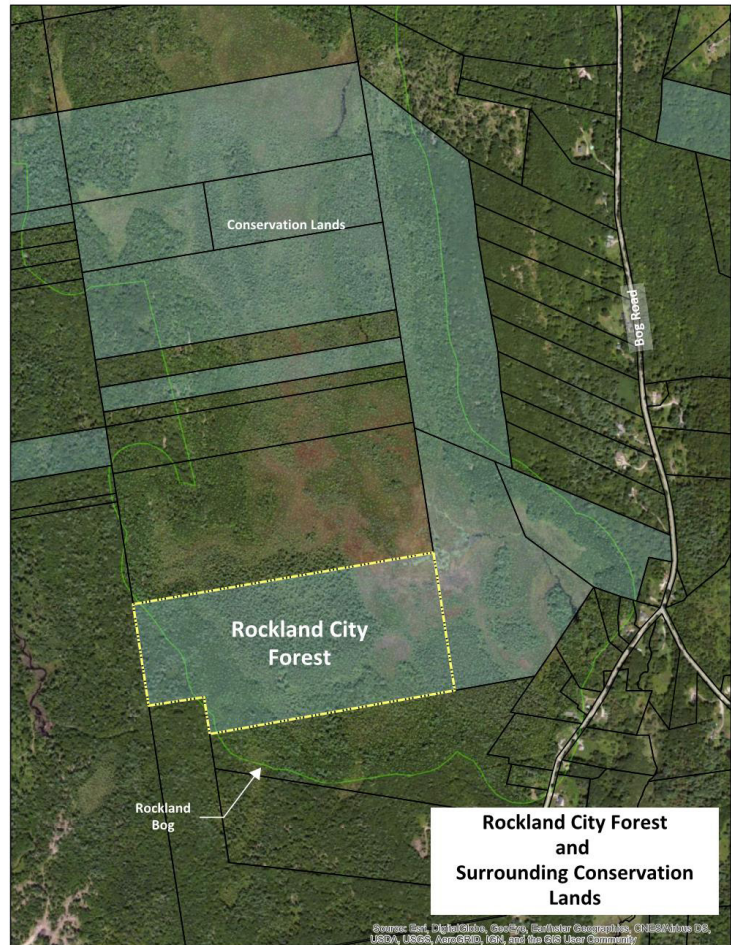 Conservation Lands
Bog Road
Rockland City
Forest
Rockland
Bog
Rockland City Forest
and
Surrounding Conservation
Lands
Source: Esri, DigitalGlobe, GeoEye, Earthstar Geographics, CNES/Airbus DS,
USDA, USGS, AeroGRID, IGN, and the GIS User Community